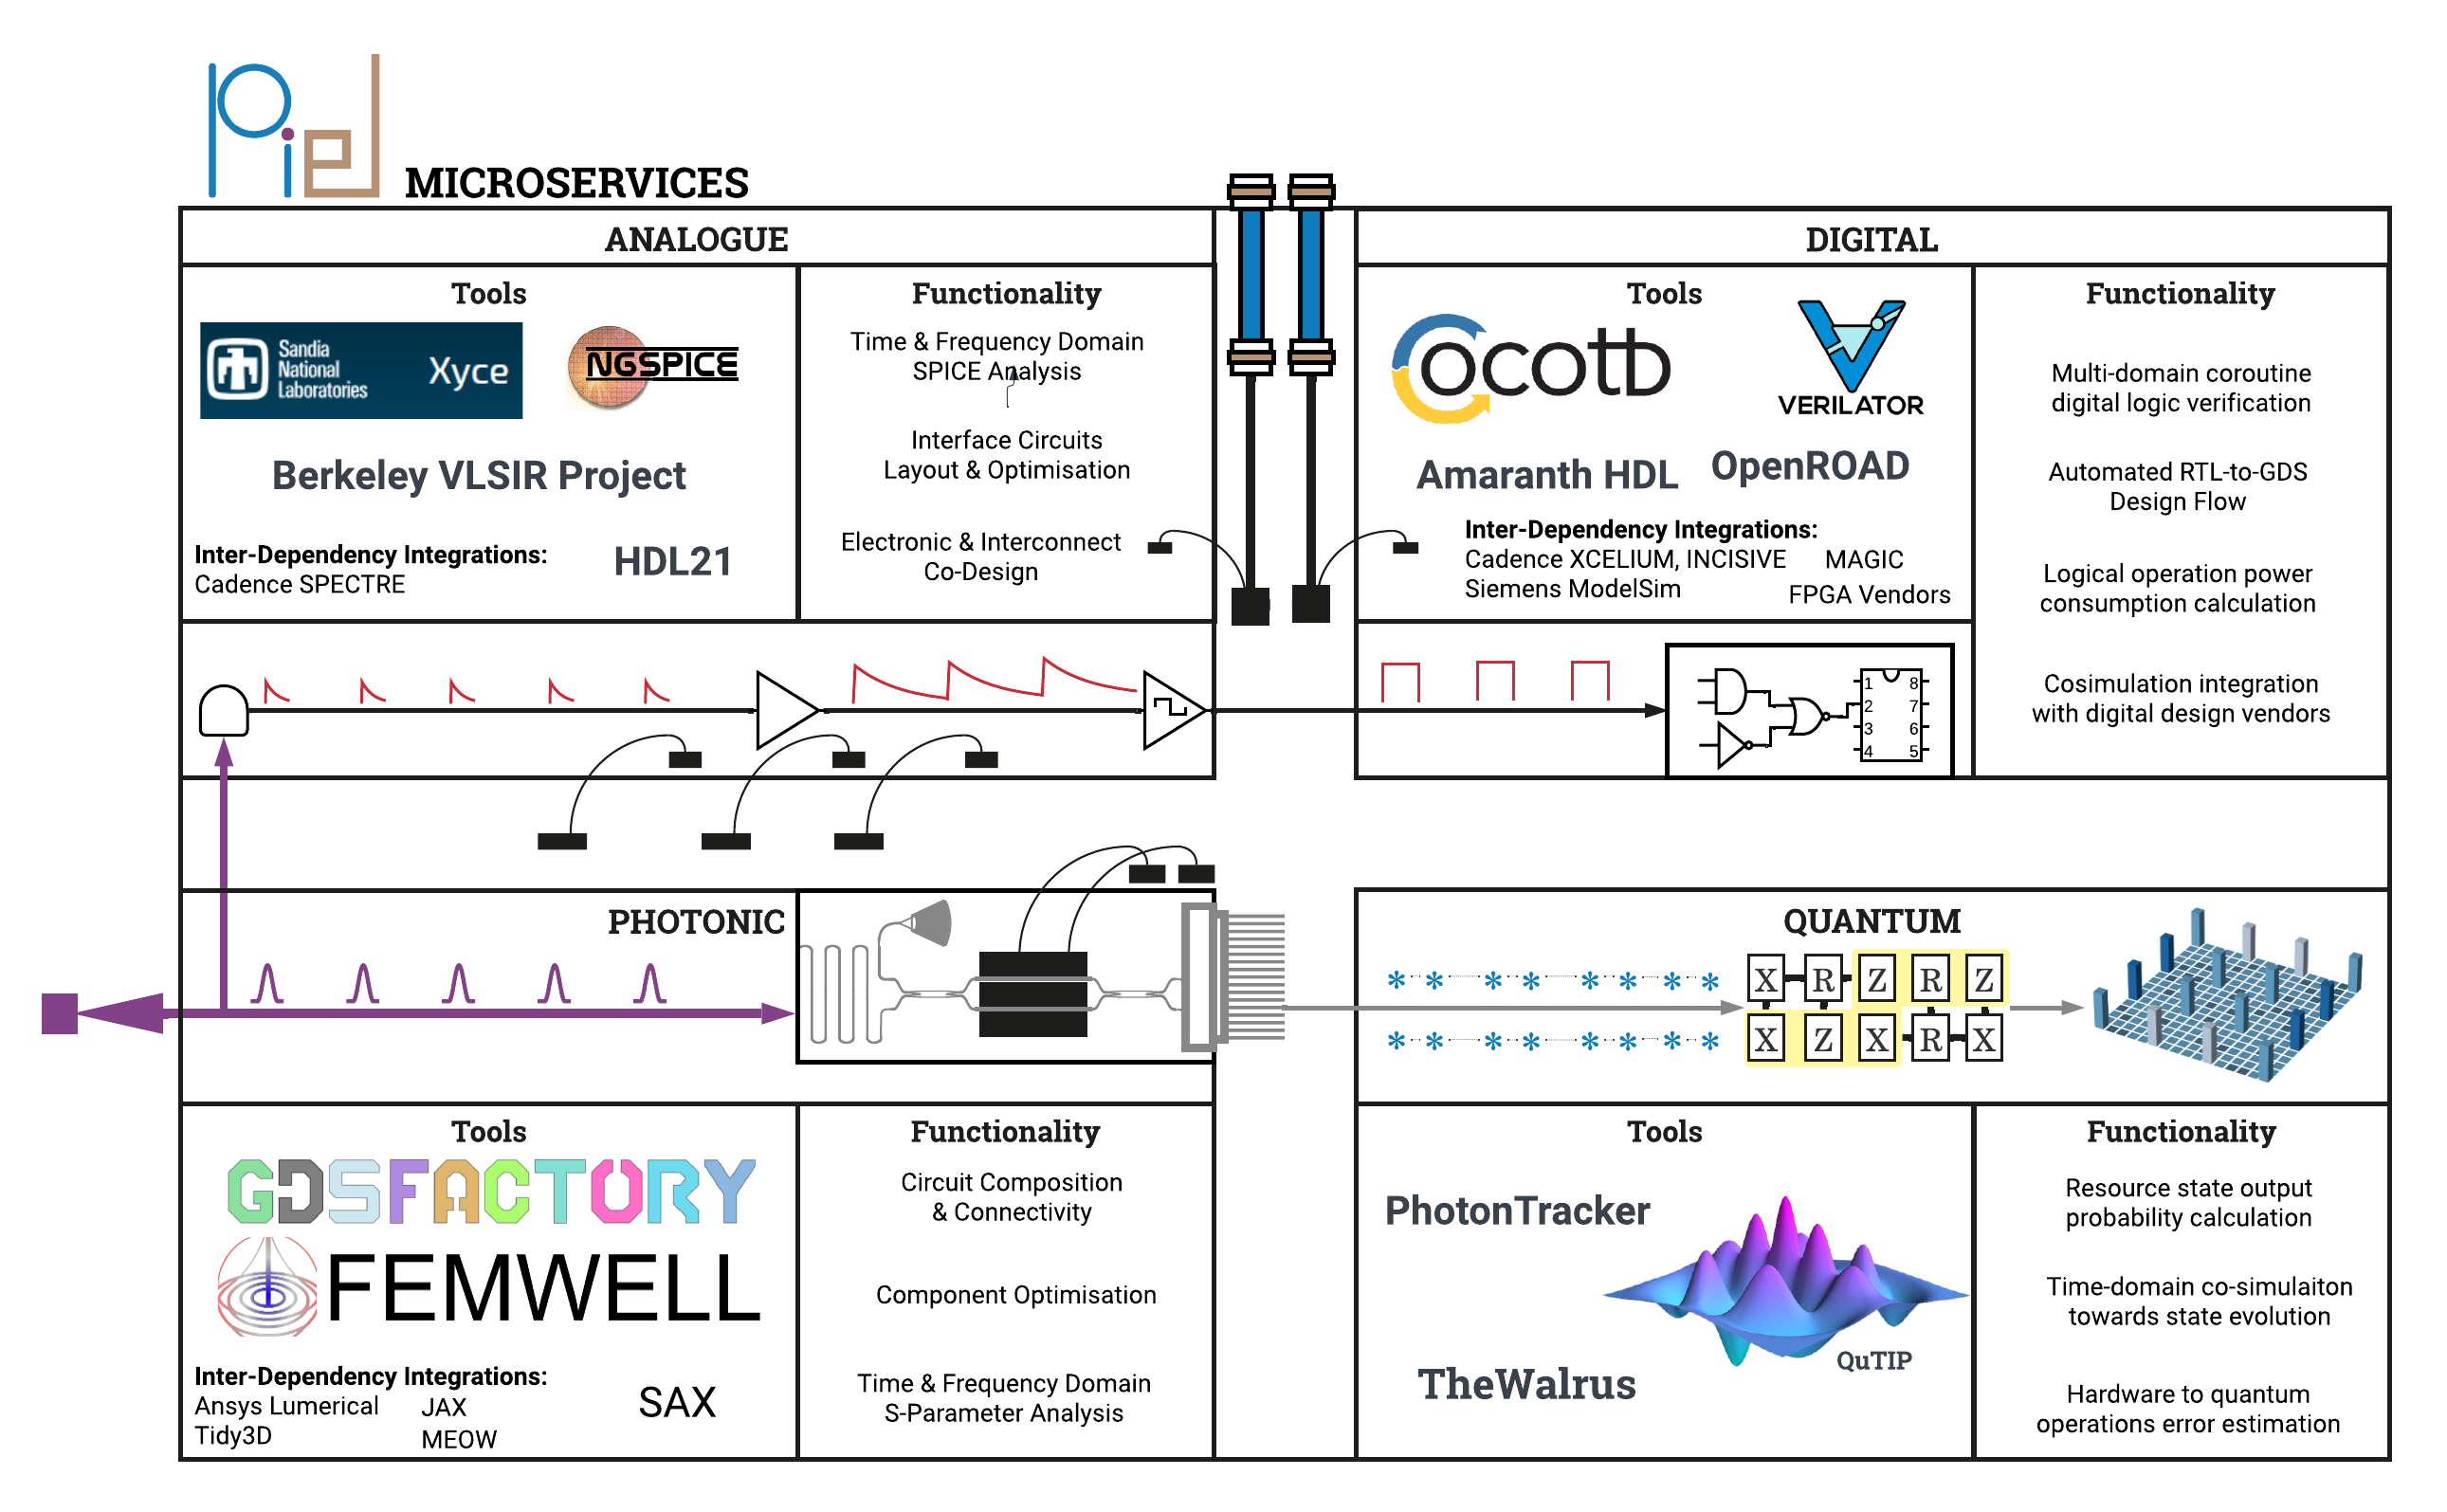 piel
MICROSERVICES
ANALOGUE
Tools
Sandia
National
Laboratories
Xyce
NGSPICE
Berkeley VLSIR Project
Inter-Dependency Integrations:
Cadence SPECTRE
HDL21
Functionality
Time & Frequency Domain
SPICE Analysis
Interface Circuits
Layout & Optimisation
Electronic & Interconnect
Co-Design
DIGITAL
Tools
cocotb
VERILATOR
Amaranth HDL
OpenROAD
Inter-Dependency Integrations:
Cadence XCELIUM, INCISIVE
MAGIC
Siemens ModelSim
FPGA Vendors
Functionality
Multi-domain coroutine
digital logic verification
Automated RTL-to-GDS
Design Flow
Logical operation power
consumption calculation
Cosimulation integration
with digital design vendors
1 8
2 7
3 6
4 5
PHOTONIC
Tools
GDSFACTORY
FEMWELL
Inter-Dependency Integrations:
Ansys Lumerical
JAX
Tidy3D
MEOW
SAX
Functionality
Circuit Composition
& Connectivity
Component Optimisation
Time & Frequency Domain
S-Parameter Analysis
QUANTUM
X R Z R Z
X Z X R X
Tools
PhotonTracker
QuTIP
TheWalrus
Functionality
Resource state output
probability calculation
Time-domain co-simulaiton
towards state evolution
Hardware to quantum
operations error estimation